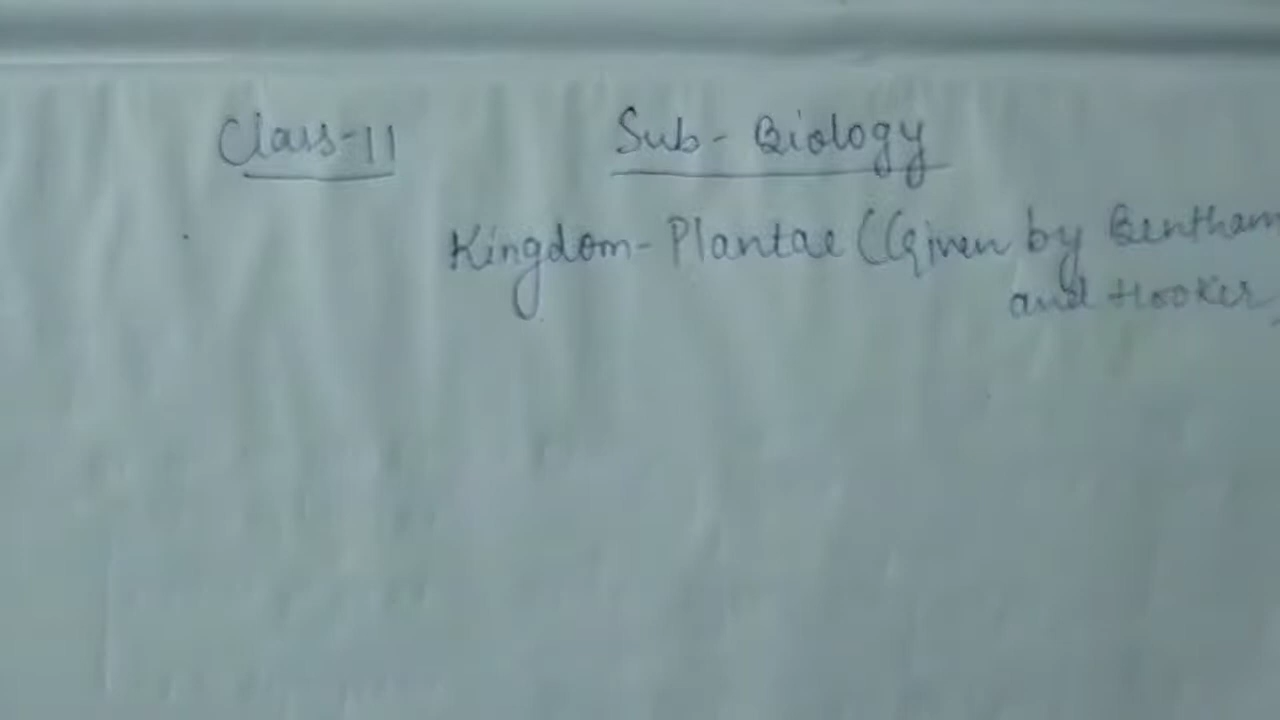 Class-11 Sub- Biology
Kingdom- Plantae (Given by Bentham
and Hooker